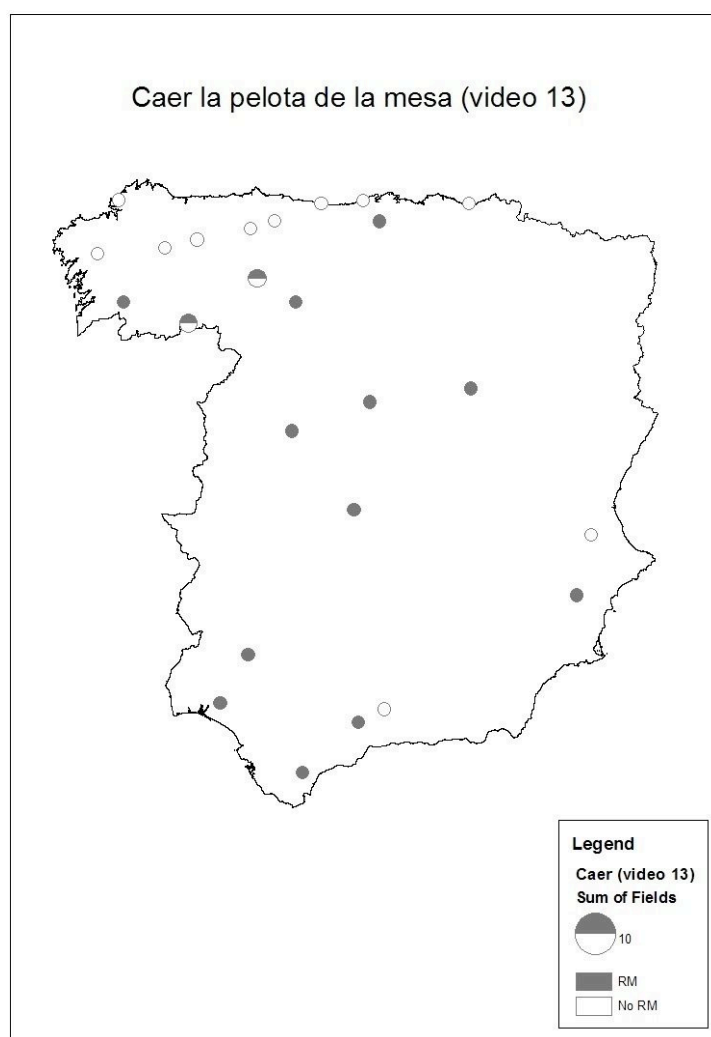 Caer la pelota de la mesa (video 13)
Legend
Caer (video 13)
Sum of Fields
10
RM
No RM